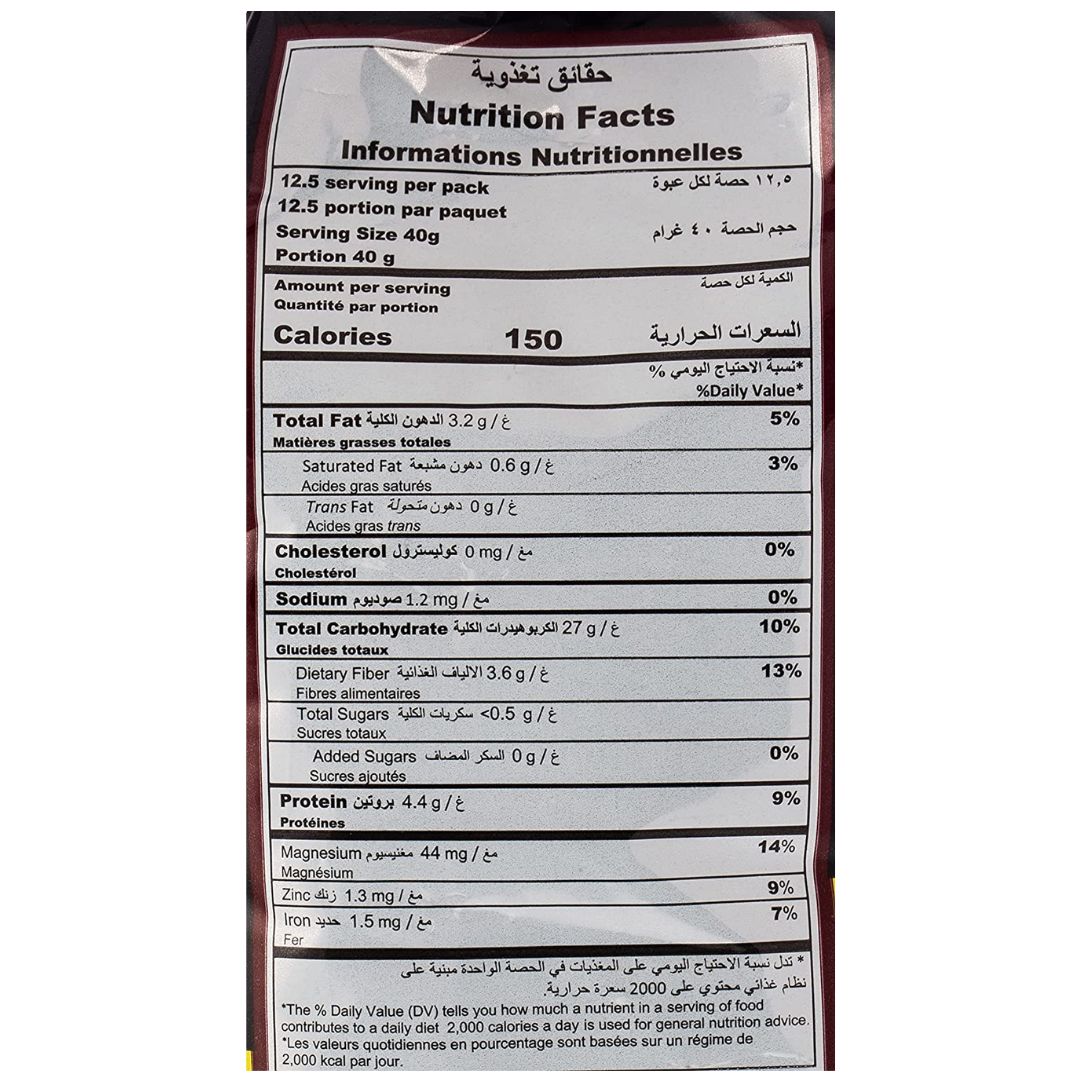 حقائق تغذوية
Nutrition Facts
Informations Nutritionnelles
12.5 serving per pack ١٢,٥ حصة لكل عبوة
12.5 portion par paquet
Serving Size 40g حجم الحصة ٤٠ غرام
Portion 40 g
Amount per serving الكمية لكل حصة
Quantité par portion
Calories 150 السعرات الحرارية
*نسبة الاحتياج اليومي %
%Daily Value*
Total Fat الدهون الكلية 3.2 g / غ 5%
Matières grasses totales
Saturated Fat دهون مشبعة 0.6 g / غ 3%
Acides gras saturés
Trans Fat دهون متحولة 0 g / غ
Acides gras trans
Cholesterol كوليسترول 0 mg / مغ 0%
Cholestérol
Sodium صوديوم 1.2 mg / مغ 0%
Total Carbohydrate الكربوهيدرات الكلية 27 g / غ 10%
Glucides totaux
Dietary Fiber الالياف الغذائية 3.6 g / غ 13%
Fibres alimentaires
Total Sugars سكريات الكلية <0.5 g / غ
Sucres totaux
Added Sugars السكر المضاف 0 g / غ 0%
Sucres ajoutés
Protein بروتين 4.4 g / غ 9%
Protéines
Magnesium مغنيسيوم 44 mg / مغ 14%
Magnésium
Zinc زنك 1.3 mg / مغ 9%
Iron حديد 1.5 mg / مغ 7%
Fer
* تدل نسبة الاحتياج اليومي على المغذيات في الحصة الواحدة مبنية على
نظام غذائي محتوي على 2000 سعرة حرارية.
*The % Daily Value (DV) tells you how much a nutrient in a serving of food
contributes to a daily diet 2,000 calories a day is used for general nutrition advice.
*Les valeurs quotidiennes en pourcentage sont basées sur un régime de
2,000 kcal par jour.